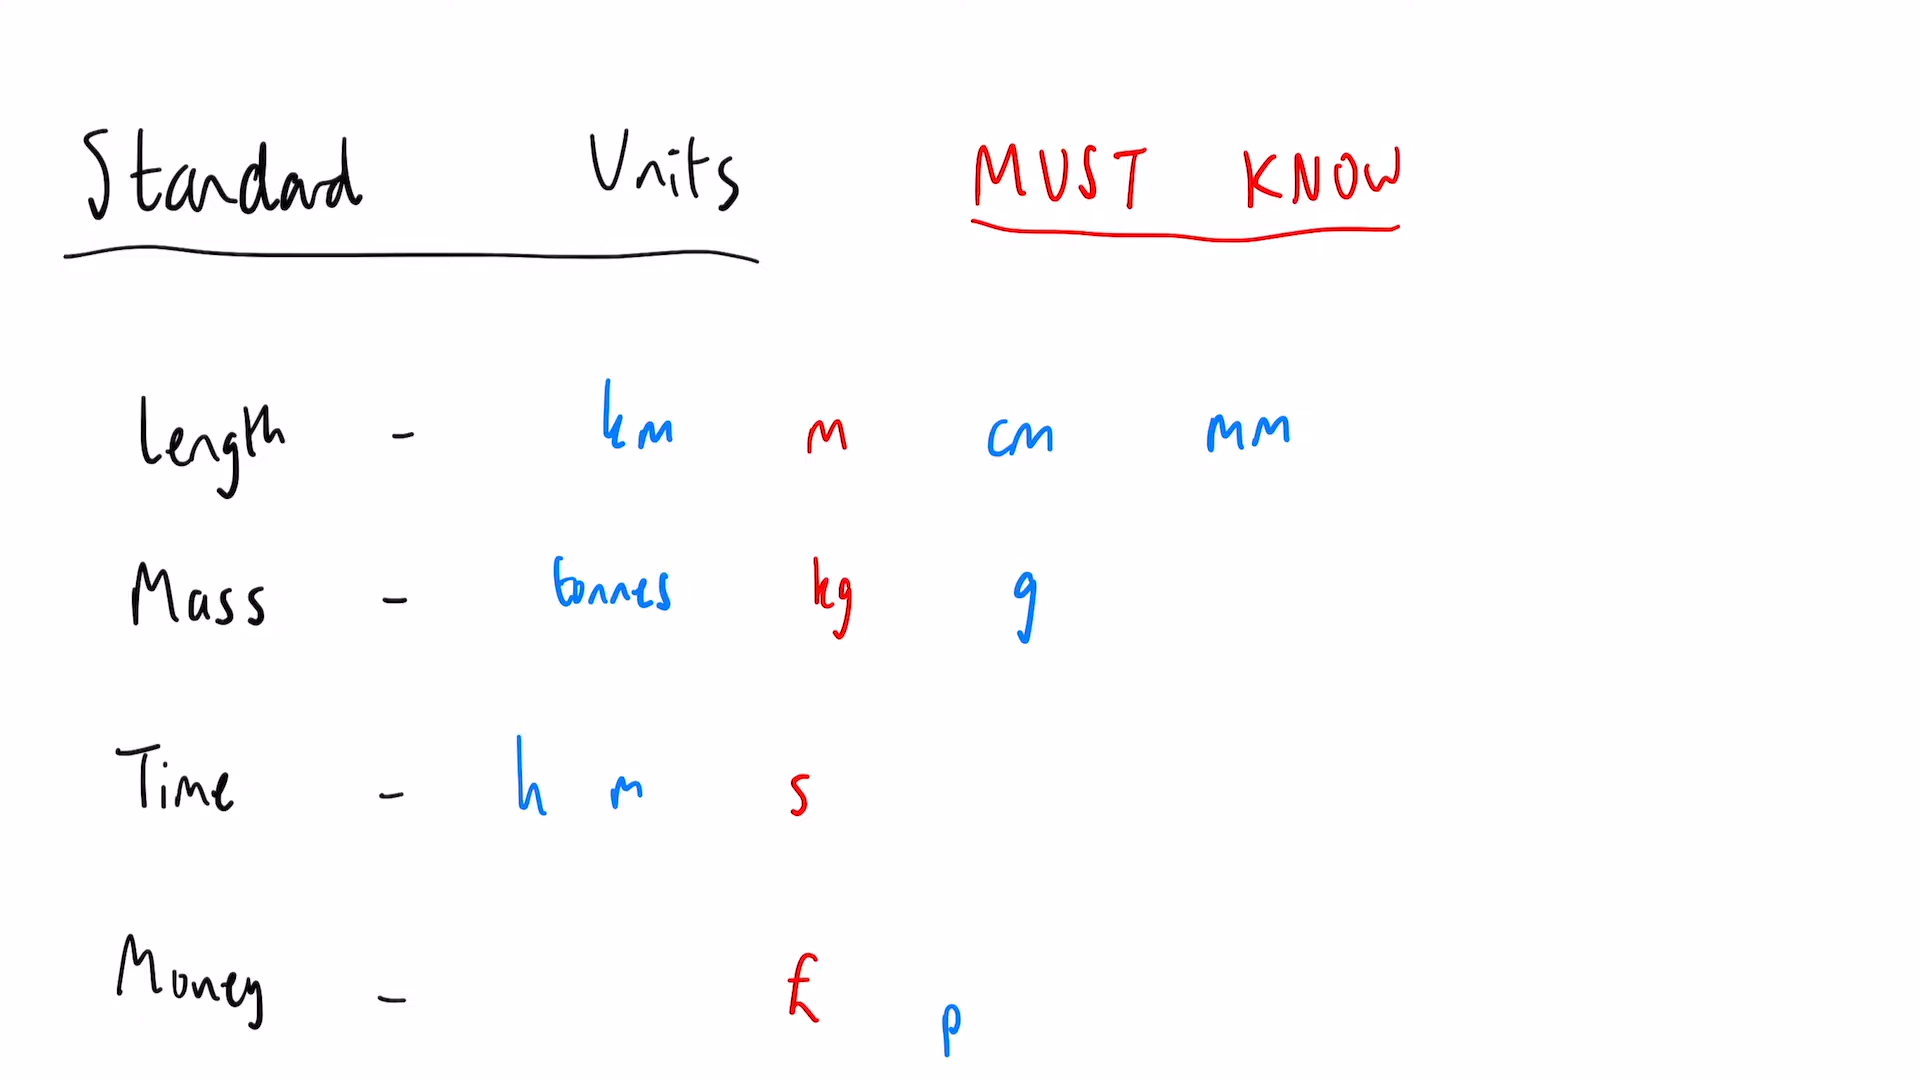 Standard Units MUST KNOW
Length - km m cm mm
Mass - tonnes kg g
Time - h m s
Money - £ p